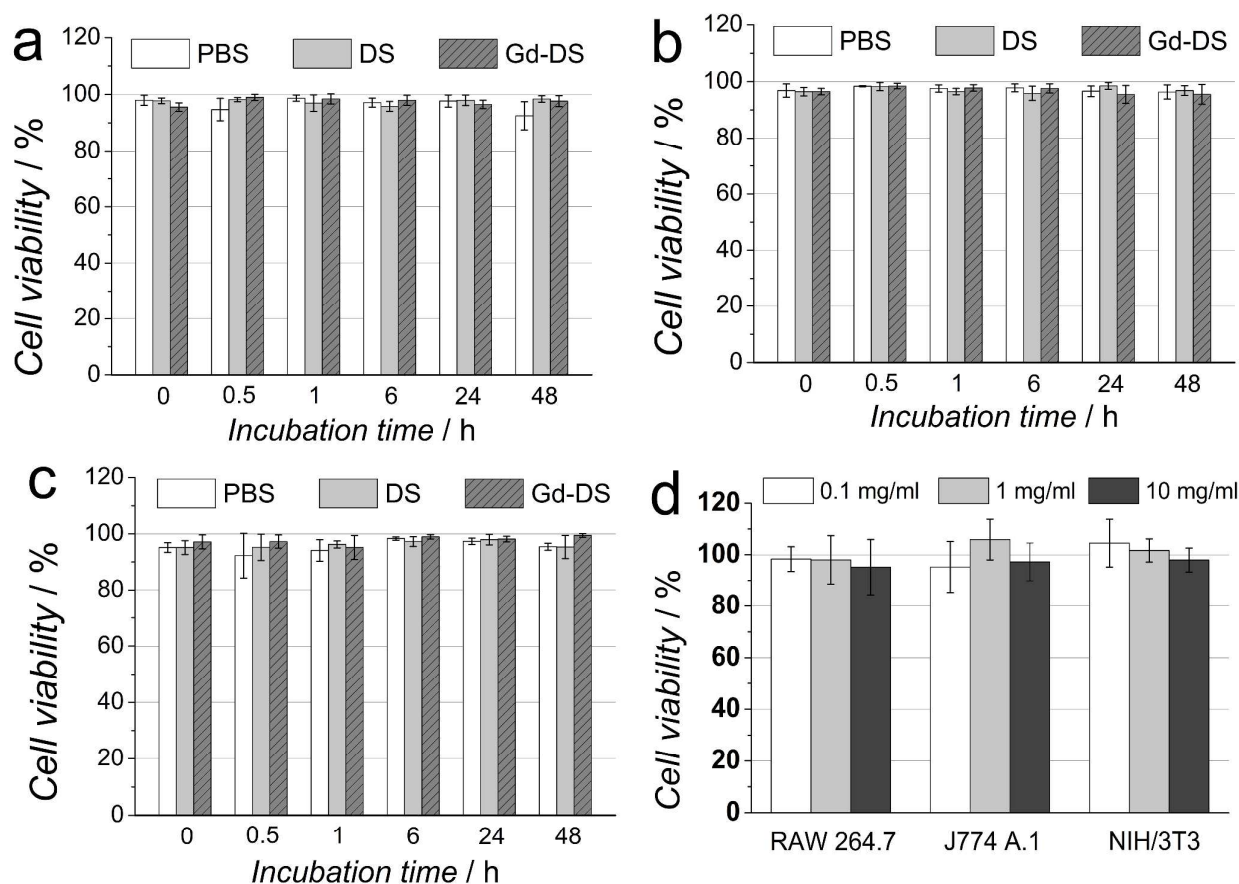 a
PBS DS Gd-DS
120
100
80
60
40
20
0
Cell viability / %
0 0.5 1 6 24 48
Incubation time / h
b
PBS DS Gd-DS
120
100
80
60
40
20
0
Cell viability / %
0 0.5 1 6 24 48
Incubation time / h
c
PBS DS Gd-DS
120
100
80
60
40
20
0
Cell viability / %
0 0.5 1 6 24 48
Incubation time / h
d
0.1 mg/ml 1 mg/ml 10 mg/ml
120
100
80
60
40
20
0
Cell viability / %
RAW 264.7 J774 A.1 NIH/3T3